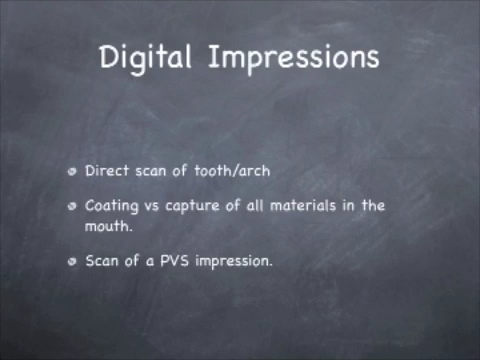 Digital Impressions
Direct scan of tooth/arch
Coating vs capture of all materials in the
mouth.
Scan of a PVS impression.